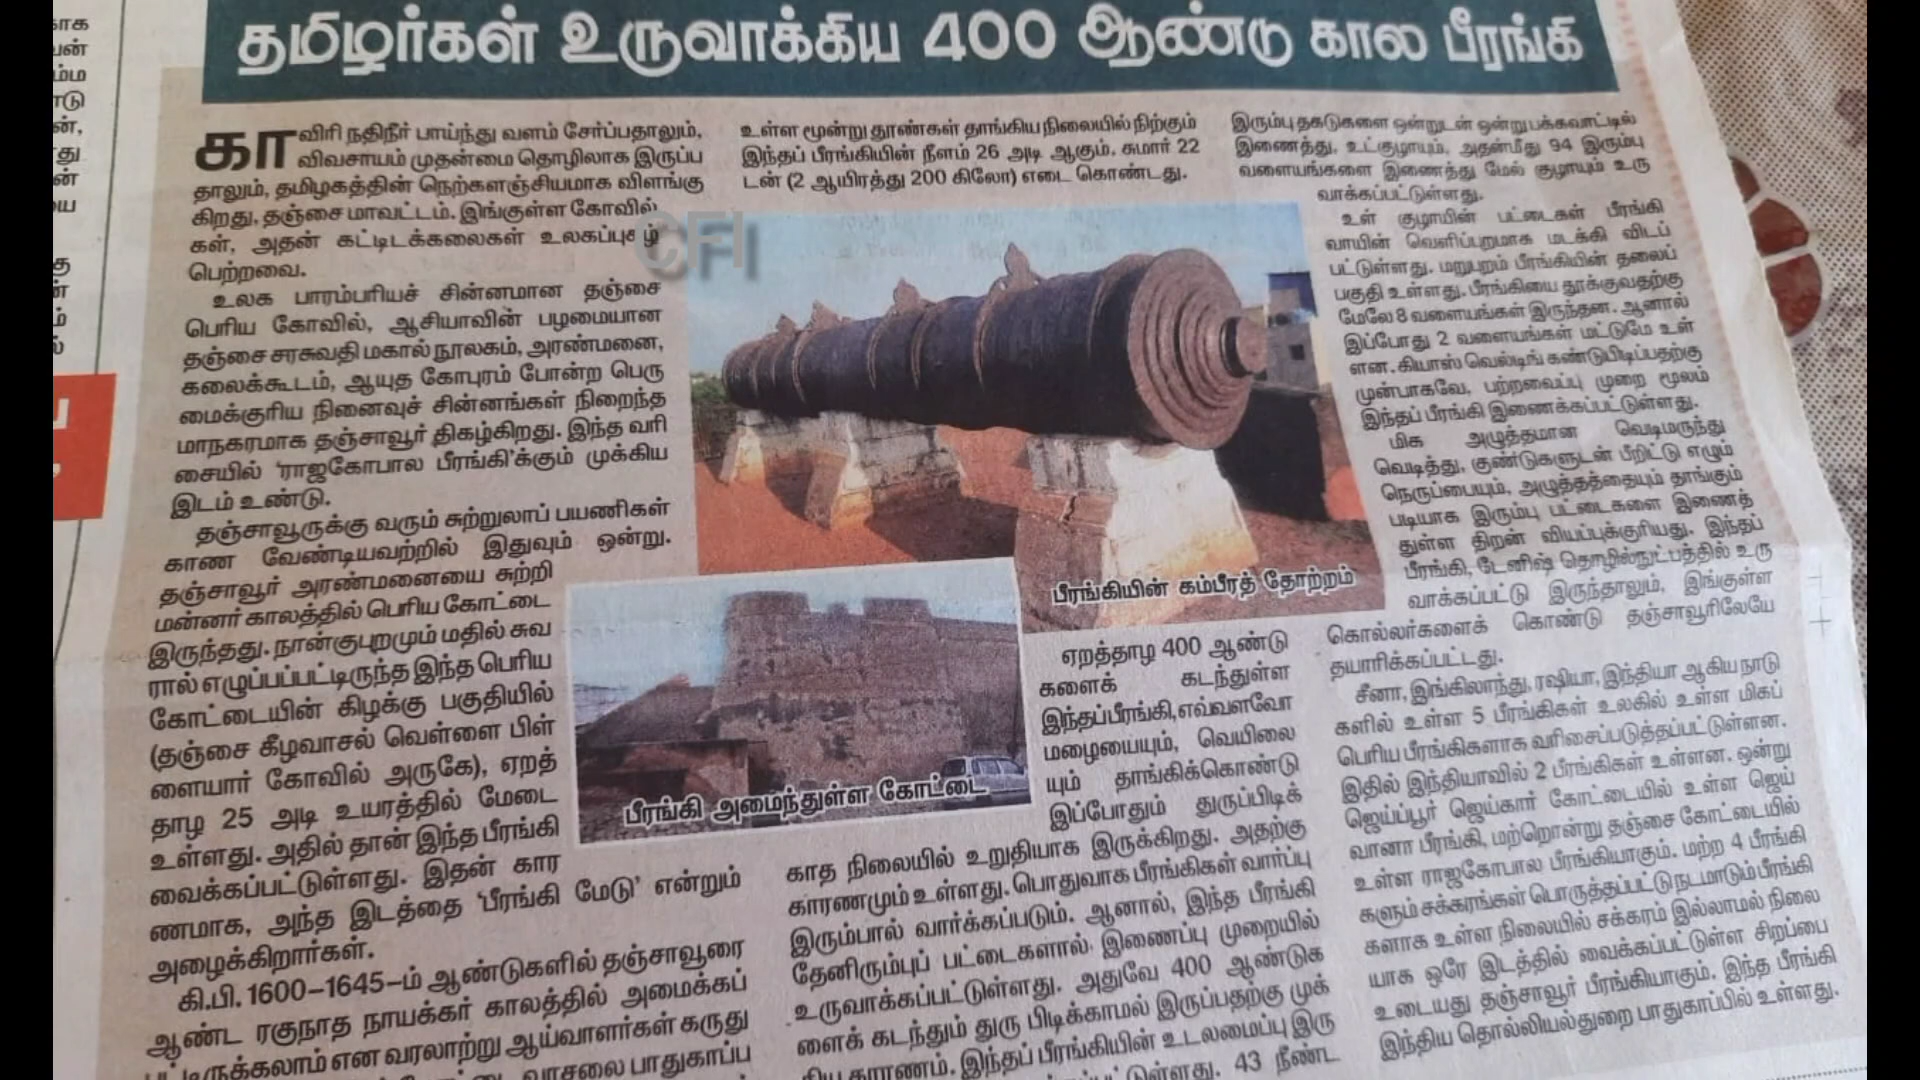 தமிழர்கள் உருவாக்கிய 400 ஆண்டு கால பீரங்கி
காவிரி நதிநீர் பாய்ந்து வளம் சேர்ப்பதாலும்,
விவசாயம் முதன்மை தொழிலாக இருப்ப
தாலும், தமிழகத்தின் நெற்களஞ்சியமாக விளங்கு
கிறது, தஞ்சை மாவட்டம். இங்குள்ள கோவில்
கள், அதன் கட்டிடக்கலைகள் உலகப்புகழ்
பெற்றவை.
உலக பாரம்பரியச் சின்னமான தஞ்சை
பெரிய கோவில், ஆசியாவின் பழமையான
தஞ்சை சரசுவதி மகால் நூலகம், அரண்மனை,
கலைக்கூடம், ஆயுத கோபுரம் போன்ற பெரு
மைக்குரிய நினைவுச் சின்னங்கள் நிறைந்த
மாநகரமாக தஞ்சாவூர் திகழ்கிறது. இந்த வரி
சையில் 'ராஜகோபால பீரங்கி'க்கும் முக்கிய
இடம் உண்டு.
தஞ்சாவூருக்கு வரும் சுற்றுலாப் பயணிகள்
காண வேண்டியவற்றில் இதுவும் ஒன்று.
தஞ்சாவூர் அரண்மனையை சுற்றி
மன்னர் காலத்தில் பெரிய கோட்டை
இருந்தது. நான்குபுறமும் மதில் சுவ
ரால் எழுப்பப்பட்டிருந்த இந்த பெரிய
கோட்டையின் கிழக்கு பகுதியில்
(தஞ்சை கீழவாசல் வெள்ளை பிள்
ளையார் கோவில் அருகே), ஏறத்
தாழ 25 அடி உயரத்தில் மேடை
உள்ளது. அதில் தான் இந்த பீரங்கி
வைக்கப்பட்டுள்ளது. இதன் கார
ணமாக, அந்த இடத்தை 'பீரங்கி மேடு' என்றும்
அழைக்கிறார்கள்.
கி.பி. 1600-1645-ம் ஆண்டுகளில் தஞ்சாவூரை
ஆண்ட ரகுநாத நாயக்கர் காலத்தில் அமைக்கப்
பட்டிருக்கலாம் என வரலாற்று ஆய்வாளர்கள் கருது
வாசலை பாதுகாப்ப
உள்ள மூன்று தூண்கள் தாங்கிய நிலையில் நிற்கும்
இந்தப் பீரங்கியின் நீளம் 26 அடி ஆகும். சுமார் 22
டன் (2 ஆயிரத்து 200 கிலோ) எடை கொண்டது.
CFI
பீரங்கியின் கம்பீரத் தோற்றம்
பீரங்கி அமைந்துள்ள கோட்டை
ஏறத்தாழ 400 ஆண்டு
களைக் கடந்துள்ள
இந்தப்பீரங்கி, எவ்வளவோ
மழையையும், வெயிலை
யும் தாங்கிக்கொண்டு
இப்போதும் துருப்பிடிக்
காத நிலையில் உறுதியாக இருக்கிறது. அதற்கு
காரணமும் உள்ளது. பொதுவாக பீரங்கிகள் வார்ப்பு
இரும்பால் வார்க்கப்படும். ஆனால், இந்த பீரங்கி
தேனிரும்புப் பட்டைகளால் இணைப்பு முறையில்
உருவாக்கப்பட்டுள்ளது. அதுவே 400 ஆண்டுக
ளைக் கடந்தும் துரு பிடிக்காமல் இருப்பதற்கு முக்
கிய காரணம். இந்தப் பீரங்கியின் உடலமைப்பு இரு
43 நீண்ட
இரும்பு தகடுகளை ஒன்றுடன் ஒன்று பக்கவாட்டில்
இணைத்து, உட்குழாயும், அதன்மீது 94 இரும்பு
வளையங்களை இணைத்து மேல் குழாயும் உரு
வாக்கப்பட்டுள்ளது.
உள் குழாயின் பட்டைகள் பீரங்கி
வாயின் வெளிப்புறமாக மடக்கி விடப்
பட்டுள்ளது. மறுபுறம் பீரங்கியின் தலைப்
பகுதி உள்ளது. பீரங்கியை தூக்குவதற்கு
மேலே 8 வளையங்கள் இருந்தன. ஆனால்
இப்போது 2 வளையங்கள் மட்டுமே உள்
ளன. கியாஸ் வெல்டிங் கண்டுபிடிப்பதற்கு
முன்பாகவே, பற்றவைப்பு முறை மூலம்
இந்தப் பீரங்கி இணைக்கப்பட்டுள்ளது.
மிக அழுத்தமான வெடிமருந்து
வெடித்து, குண்டுகளுடன் பீறிட்டு எழும்
நெருப்பையும், அழுத்தத்தையும் தாங்கும்
படியாக இரும்பு பட்டைகளை இணைத்
துள்ள திறன் வியப்புக்குரியது. இந்தப்
பீரங்கி, டேனிஷ் தொழில்நுட்பத்தில் உரு
வாக்கப்பட்டு இருந்தாலும், இங்குள்ள
கொல்லர்களைக் கொண்டு தஞ்சாவூரிலேயே
தயாரிக்கப்பட்டது.
சீனா, இங்கிலாந்து, ரஷியா, இந்தியா ஆகிய நாடு
களில் உள்ள 5 பீரங்கிகள் உலகில் உள்ள மிகப்
பெரிய பீரங்கிகளாக வரிசைப்படுத்தப்பட்டுள்ளன.
இதில் இந்தியாவில் 2 பீரங்கிகள் உள்ளன. ஒன்று
ஜெய்ப்பூர் ஜெய்கார் கோட்டையில் உள்ள ஜெய்
வானா பீரங்கி, மற்றொன்று தஞ்சை கோட்டையில்
உள்ள ராஜகோபால பீரங்கியாகும். மற்ற 4 பீரங்கி
களும் சக்கரங்கள் பொருத்தப்பட்டு நடமாடும் பீரங்கி
களாக உள்ள நிலையில் சக்கரம் இல்லாமல் நிலை
யாக ஒரே இடத்தில் வைக்கப்பட்டுள்ள சிறப்பை
உடையது தஞ்சாவூர் பீரங்கியாகும். இந்த பீரங்கி
இந்திய தொல்லியல்துறை பாதுகாப்பில் உள்ளது.